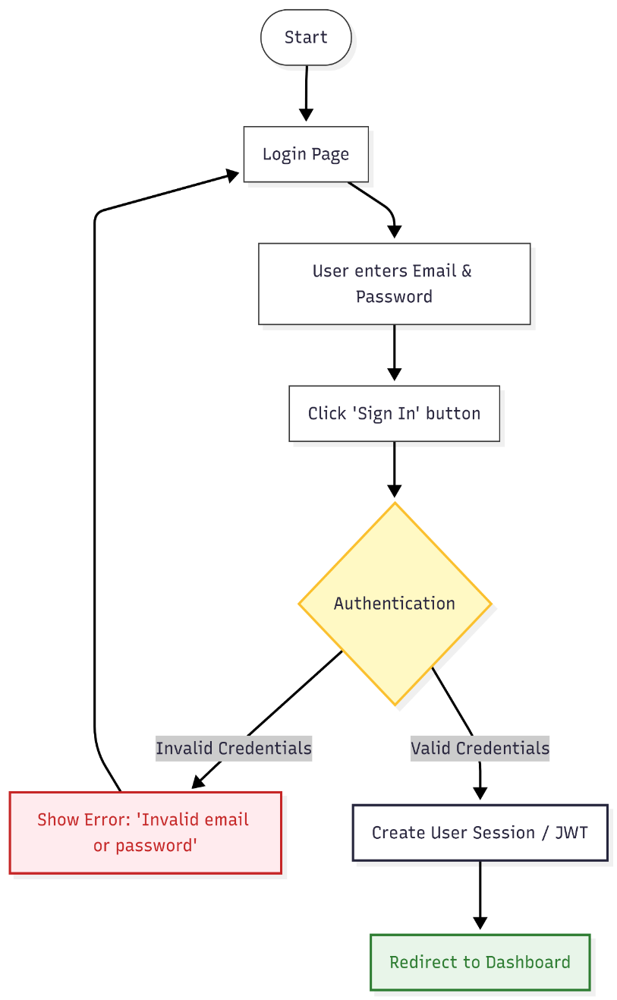 Start
Login Page
User enters Email &
Password
Click 'Sign In' button
Authentication
Invalid Credentials
Valid Credentials
Show Error: 'Invalid email
or password'
Create User Session / JWT
Redirect to Dashboard